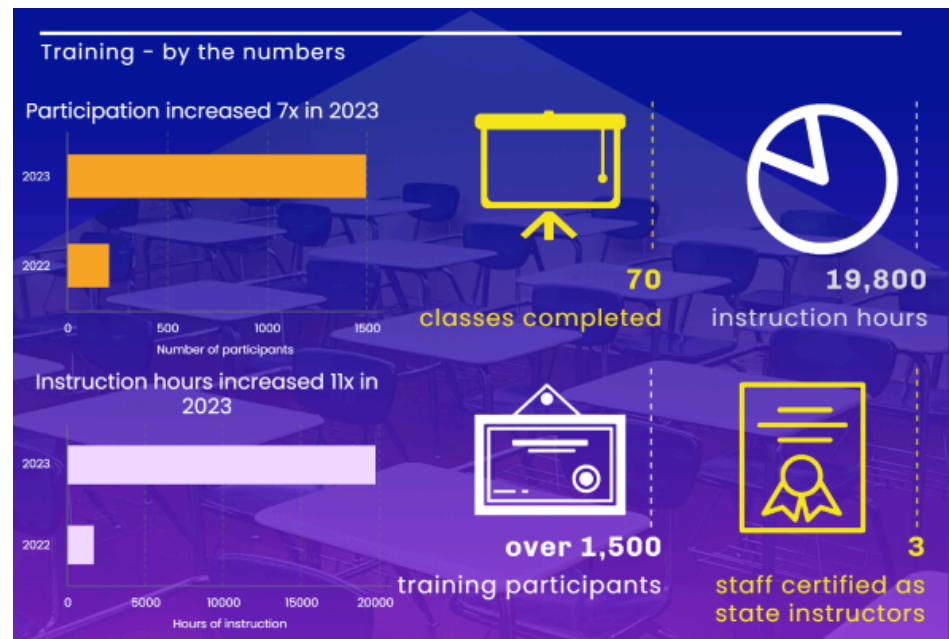 Training - by the numbers
Participation increased 7x in 2023
2023
2022
0
500
1000
1500
Number of participants
Instruction hours increased 11x in
2023
2023
2022
0
5000
10000
15000
20000
Hours of instruction
70
classes completed
19,800
instruction hours
over 1,500
training participants
3
staff certified as
state instructors